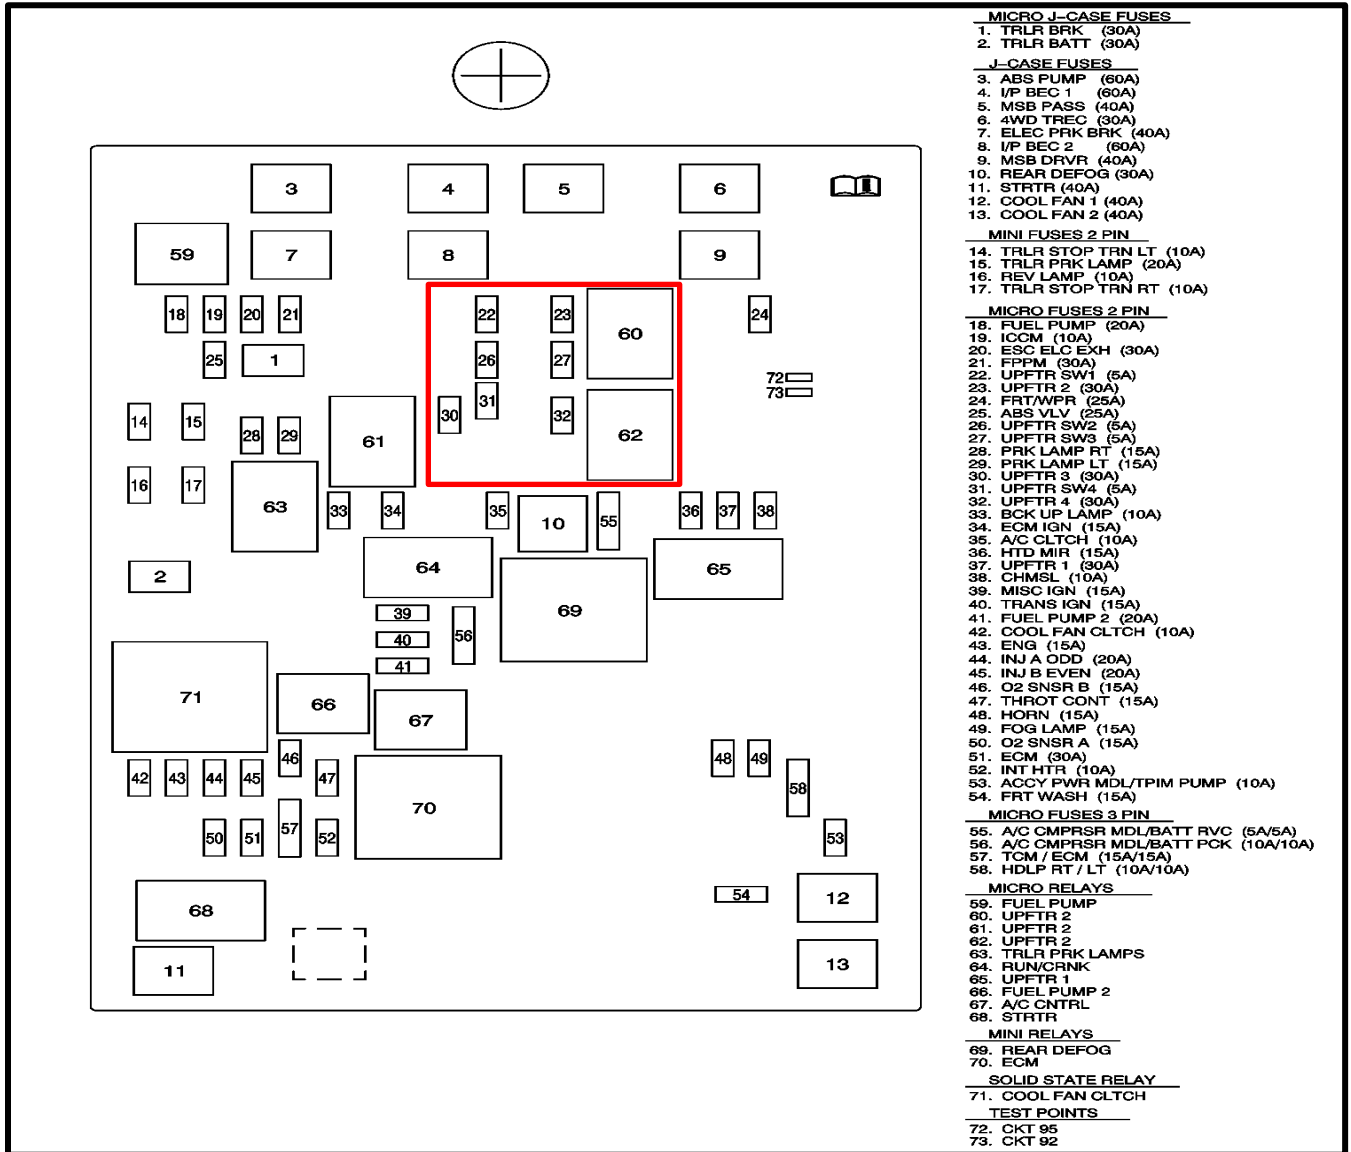 3
4
5
6
59
7
8
9
18
19
20
21
22
23
60
24
25
1
26
27
72
73
14
15
28
29
61
30
31
32
62
16
17
63
33
34
35
10
55
36
37
38
2
64
65
69
39
40
41
56
71
66
67
46
48
49
42
43
44
45
47
70
58
50
51
57
52
53
68
54
12
11
13
MICRO J-CASE FUSES
1. TRLR BRK (30A)
2. TRLR BATT (30A)
J-CASE FUSES
3. ABS PUMP (60A)
4. I/P BEC 1 (60A)
5. MSB PASS (40A)
6. 4WD TREC (30A)
7. ELEC PRK BRK (40A)
8. I/P BEC 2 (60A)
9. MSB DRVR (40A)
10. REAR DEFOG (30A)
11. STRTR (40A)
12. COOL FAN 1 (40A)
13. COOL FAN 2 (40A)
MINI FUSES 2 PIN
14. TRLR STOP TRN LT (10A)
15. TRLR PRK LAMP (20A)
16. REV LAMP (10A)
17. TRLR STOP TRN RT (10A)
MICRO FUSES 2 PIN
18. FUEL PUMP (20A)
19. ICCM (10A)
20. ESC ELC EXH (30A)
21. FPPM (30A)
22. UPFTR SW1 (5A)
23. UPFTR 2 (30A)
24. FRT/WPR (25A)
25. ABS VLV (25A)
26. UPFTR SW2 (5A)
27. UPFTR SW3 (5A)
28. PRK LAMP RT (15A)
29. PRK LAMP LT (15A)
30. UPFTR 3 (30A)
31. UPFTR SW4 (5A)
32. UPFTR 4 (30A)
33. BCK UP LAMP (10A)
34. ECM IGN (15A)
35. A/C CLTCH (10A)
36. HTD MIR (15A)
37. UPFTR 1 (30A)
38. CHMSL (10A)
39. MISC IGN (15A)
40. TRANS IGN (15A)
41. FUEL PUMP 2 (20A)
42. COOL FAN CLTCH (10A)
43. ENG (15A)
44. INJ A ODD (20A)
45. INJ B EVEN (20A)
46. O2 SNSR B (15A)
47. THROT CONT (15A)
48. HORN (15A)
49. FOG LAMP (15A)
50. O2 SNSR A (15A)
51. ECM (30A)
52. INT HTR (10A)
53. ACCY PWR MDL/TPIM PUMP (10A)
54. FRT WASH (15A)
MICRO FUSES 3 PIN
55. A/C CMPRSR MDL/BATT RVC (5A/5A)
56. A/C CMPRSR MDL/BATT PCK (10A/10A)
57. TCM / ECM (15A/15A)
58. HDLP RT / LT (10A/10A)
MICRO RELAYS
59. FUEL PUMP
60. UPFTR 2
61. UPFTR 2
62. UPFTR 2
63. TRLR PRK LAMPS
64. RUN/CRNK
65. UPFTR 1
66. FUEL PUMP 2
67. A/C CNTRL
68. STRTR
MINI RELAYS
69. REAR DEFOG
70. ECM
SOLID STATE RELAY
71. COOL FAN CLTCH
TEST POINTS
72. CKT 95
73. CKT 92